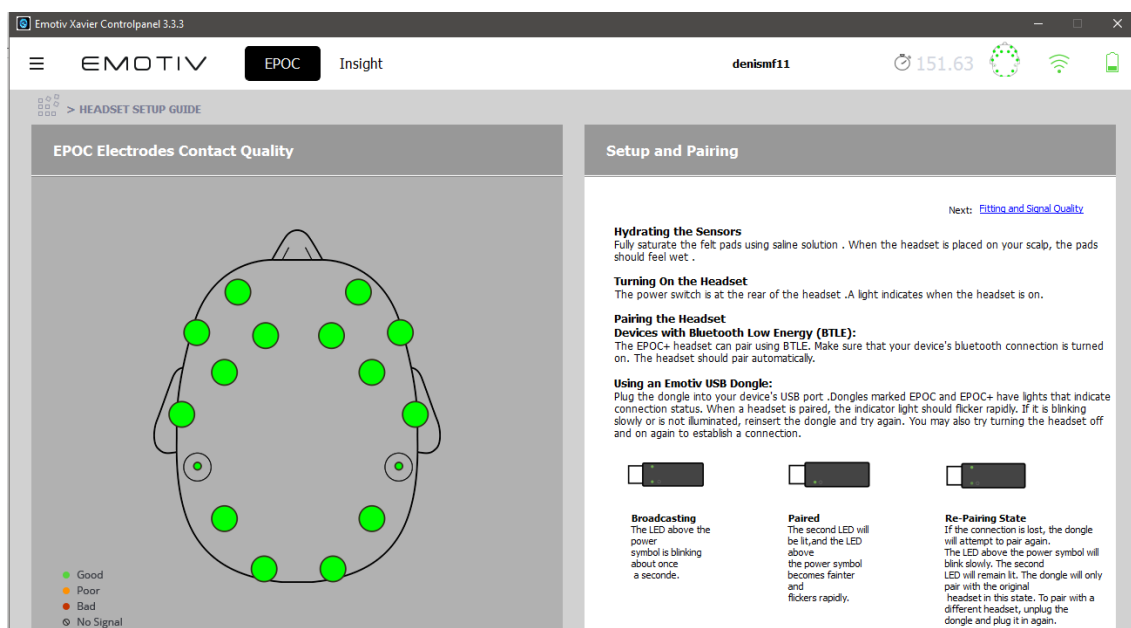 Emotiv Xavier Controlpanel 3.3.3
EMOTIV
EPOC
Insight
denismf11
151.63
> HEADSET SETUP GUIDE
EPOC Electrodes Contact Quality
Good
Poor
Bad
No Signal
Setup and Pairing
Next: Fitting and Signal Quality
Hydrating the Sensors
Fully saturate the felt pads using saline solution . When the headset is placed on your scalp, the pads
should feel wet .
Turning On the Headset
The power switch is at the rear of the headset .A light indicates when the headset is on.
Pairing the Headset
Devices with Bluetooth Low Energy (BTLE):
The EPOC+ headset can pair using BTLE. Make sure that your device's bluetooth connection is turned
on. The headset should pair automatically.
Using an Emotiv USB Dongle:
Plug the dongle into your device's USB port .Dongles marked EPOC and EPOC+ have lights that indicate
connection status. When a headset is paired, the indicator light should flicker rapidly. If it is blinking
slowly or is not illuminated, reinsert the dongle and try again. You may also try turning the headset off
and on again to establish a connection.
Broadcasting
The LED above the
power
symbol is blinking
about once
a seconde.
Paired
The second LED will
be lit,and the LED
above
the power symbol
becomes fainter
and
flickers rapidly.
Re-Pairing State
If the connection is lost, the dongle
will attempt to pair again.
The LED above the power symbol will
blink slowly. The second
LED will remain lit. The dongle will only
pair with the original
headset in this state. To pair with a
different headset, unplug the
dongle and plug it in again.